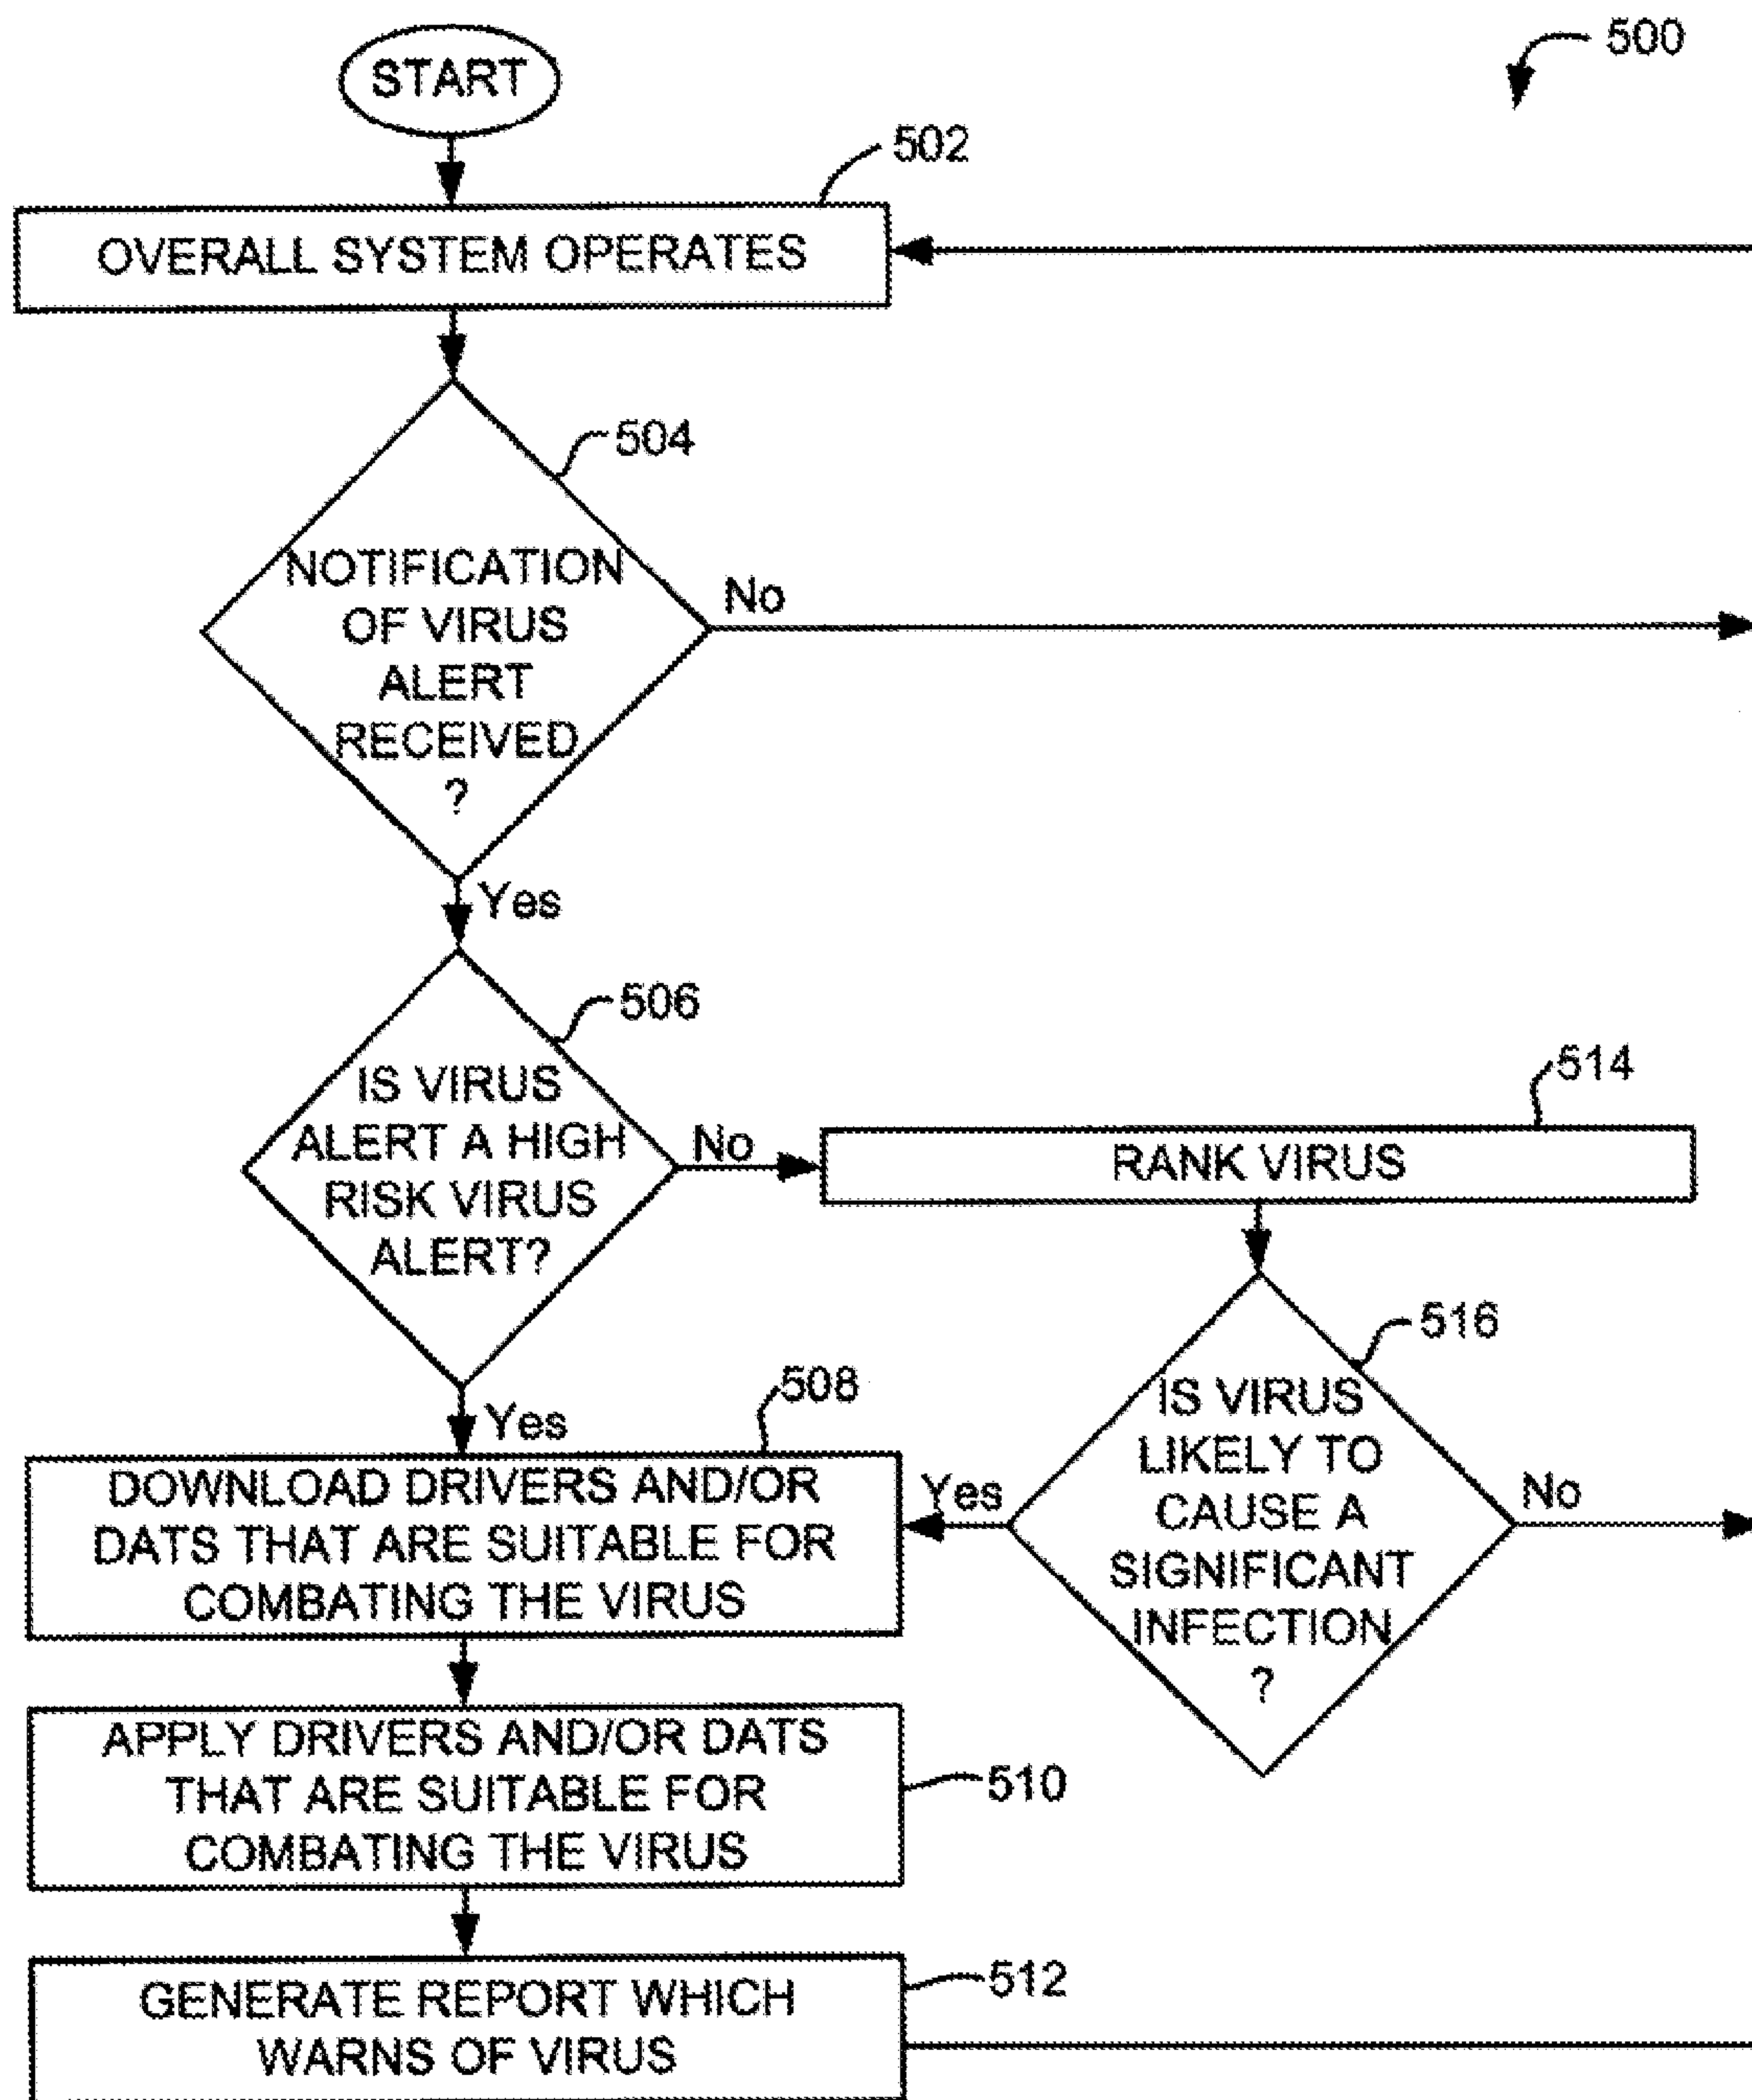 START
500
502
OVERALL SYSTEM OPERATES
504
NOTIFICATION
OF VIRUS
ALERT
RECEIVED
?
No
Yes
506
IS VIRUS
ALERT A HIGH
RISK VIRUS
ALERT?
No
514
RANK VIRUS
516
IS VIRUS
LIKELY TO
CAUSE A
SIGNIFICANT
INFECTION
?
Yes
No
Yes
508
DOWNLOAD DRIVERS AND/OR
DATS THAT ARE SUITABLE FOR
COMBATING THE VIRUS
APPLY DRIVERS AND/OR DATS
THAT ARE SUITABLE FOR
COMBATING THE VIRUS
510
GENERATE REPORT WHICH
WARNS OF VIRUS
512